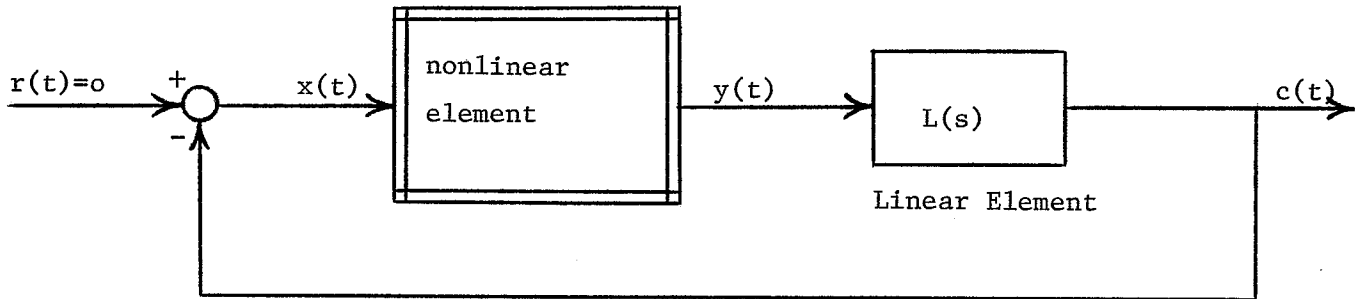 r(t)=o
+
-
x(t)
nonlinear
element
y(t)
L(s)
c(t)
Linear Element